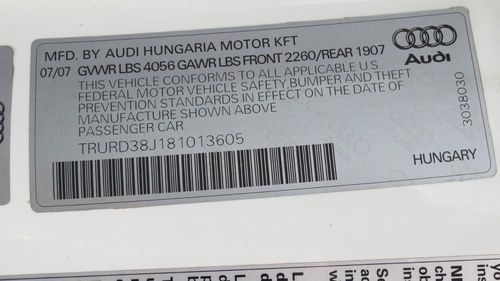 MFD. BY AUDI HUNGARIA MOTOR KFT
07/07 GVWR LBS 4056 GAWR LBS FRONT 2260/REAR 1907
THIS VEHICLE CONFORMS TO ALL APPLICABLE U S
FEDERAL MOTOR VEHICLE SAFETY, BUMPER AND THEFT
PREVENTION STANDARDS IN EFFECT ON THE DATE OF
MANUFACTURE SHOWN ABOVE
PASSENGER CAR
TRURD38J181013605
Audi
3038030
HUNGARY